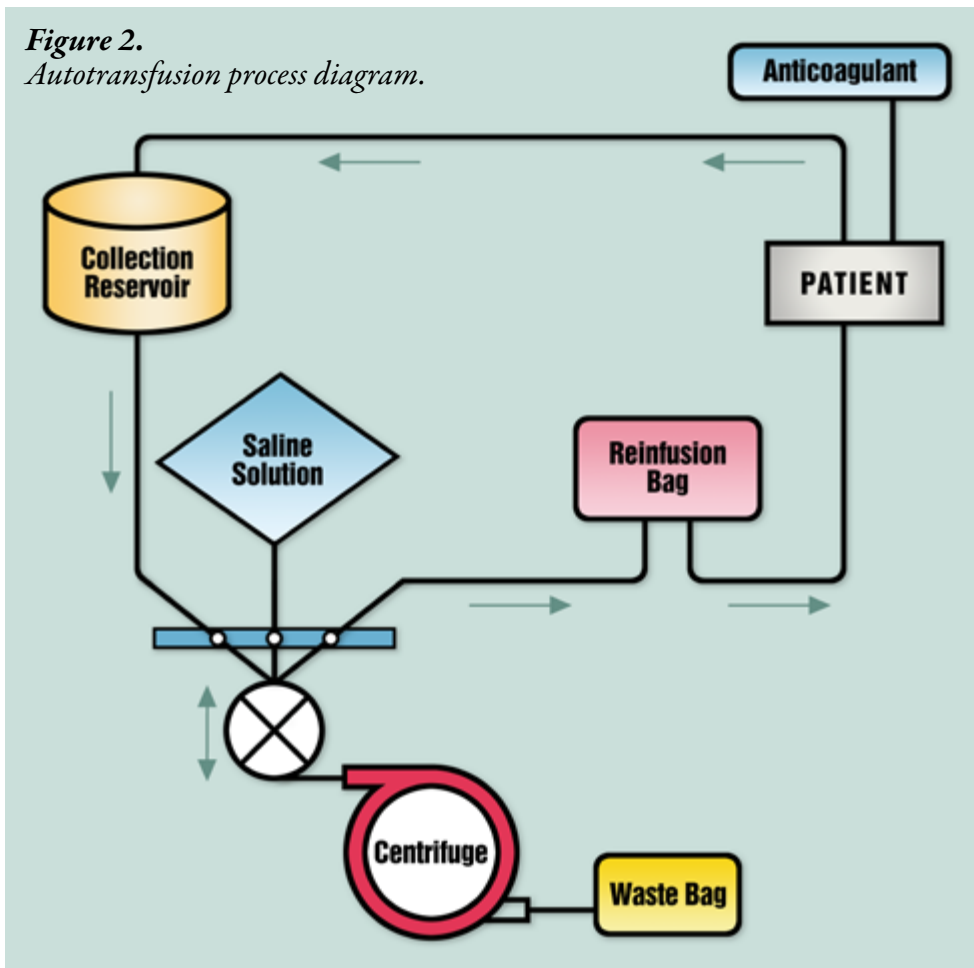 Figure 2.
Autotransfusion process diagram.
Anticoagulant
Collection
Reservoir
PATIENT
Saline
Solution
Reinfusion
Bag
Centrifuge
Waste Bag